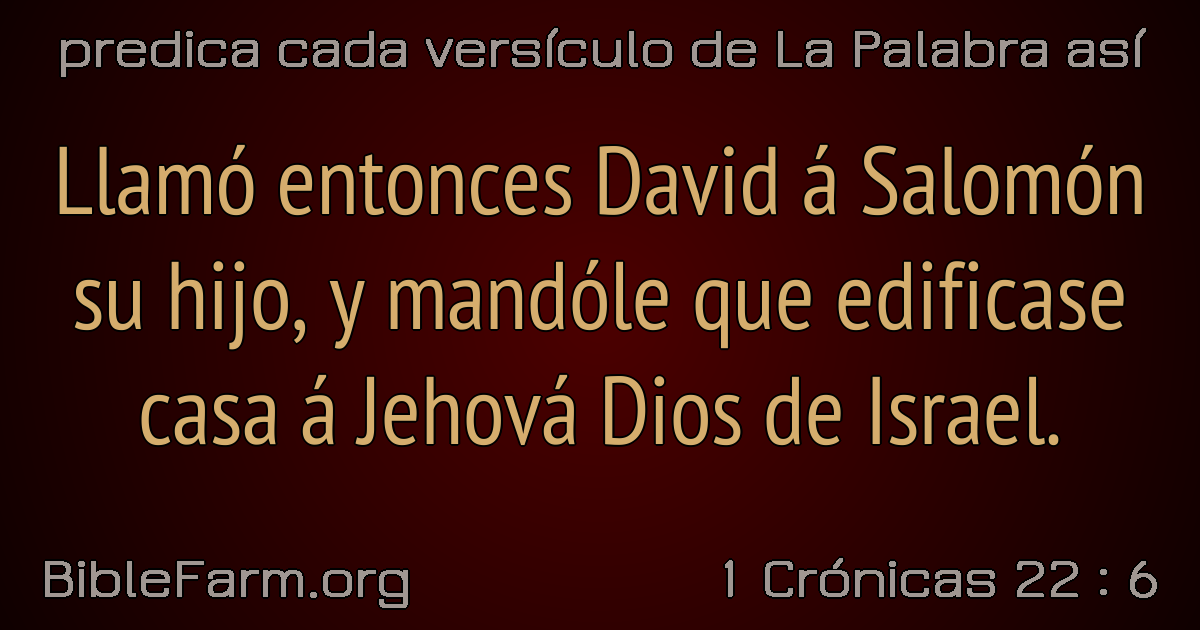 predica cada versículo de La Palabra así
Llamó entonces David á Salomón
su hijo, y mandóle que edificase
casa á Jehová Dios de Israel.
BibleFarm.org
1 Crónicas 22 : 6